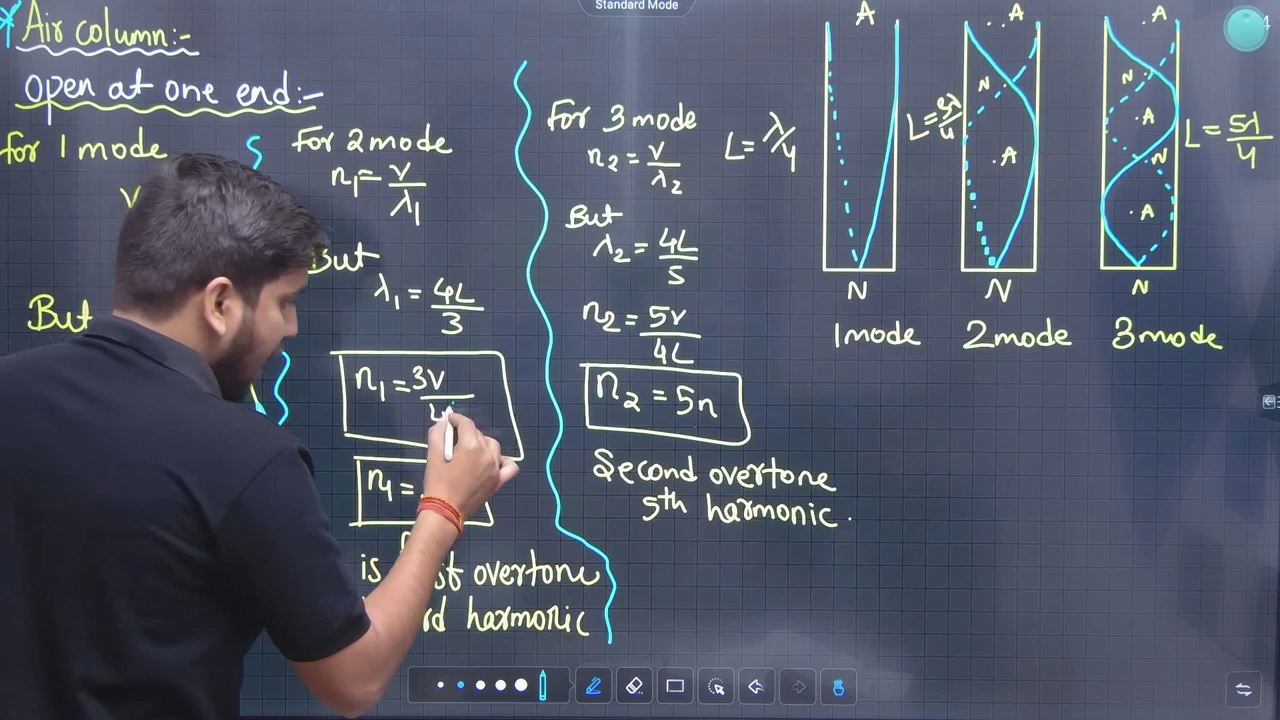 Standard Mode
Air column:-
open at one end:-
For 1 mode
But
For 2 mode
n₁ = v/λ₁
But
λ₁ = 4L/3
n₁ = 3v
n₁ =
is overtone
rd harmonic
For 3 mode
n₂ = v/λ₂
But
λ₂ = 4L/5
n₂ = 5v/4L
n₂ = 5n
Second overtone
5th harmonic.
L = λ/4
A
N
1 mode
L = 3λ/4
A
N
A
N
2 mode
A
N
A
N
A
N
3 mode
L = 5λ/4